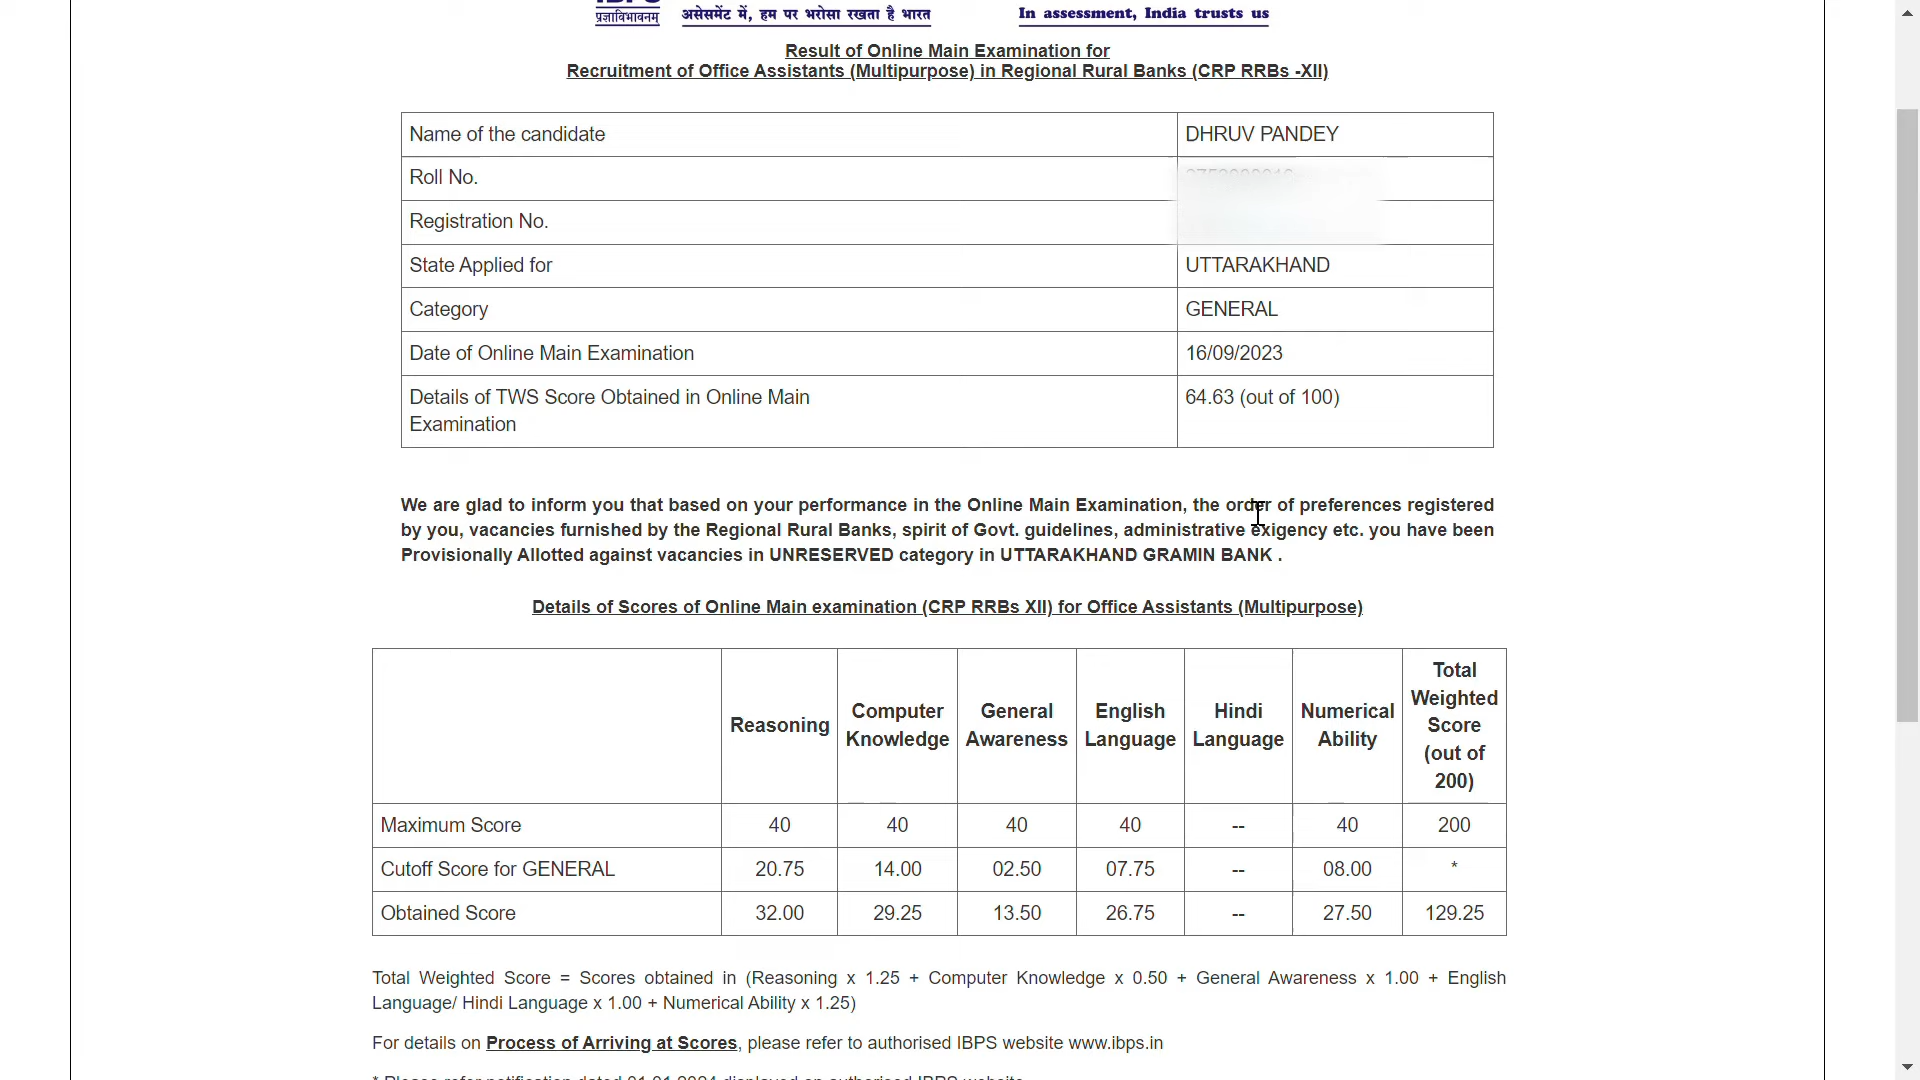 प्रज्ञाविभावनम् असेसमेंट में, हम पर भरोसा रखता है भारत In assessment, India trusts us
Result of Online Main Examination for
Recruitment of Office Assistants (Multipurpose) in Regional Rural Banks (CRP RRBs -XII)
Name of the candidate DHRUV PANDEY
Roll No.
Registration No.
State Applied for UTTARAKHAND
Category GENERAL
Date of Online Main Examination 16/09/2023
Details of TWS Score Obtained in Online Main 64.63 (out of 100)
Examination
We are glad to inform you that based on your performance in the Online Main Examination, the order of preferences registered
by you, vacancies furnished by the Regional Rural Banks, spirit of Govt. guidelines, administrative exigency etc. you have been
Provisionally Allotted against vacancies in UNRESERVED category in UTTARAKHAND GRAMIN BANK .
Details of Scores of Online Main examination (CRP RRBs XII) for Office Assistants (Multipurpose)
Reasoning Computer Knowledge General Awareness English Language Hindi Language Numerical Ability Total Weighted Score (out of 200)
Maximum Score 40 40 40 40 -- 40 200
Cutoff Score for GENERAL 20.75 14.00 02.50 07.75 -- 08.00 *
Obtained Score 32.00 29.25 13.50 26.75 -- 27.50 129.25
Total Weighted Score = Scores obtained in (Reasoning x 1.25 + Computer Knowledge x 0.50 + General Awareness x 1.00 + English
Language/ Hindi Language x 1.00 + Numerical Ability x 1.25)
For details on Process of Arriving at Scores, please refer to authorised IBPS website www.ibps.in